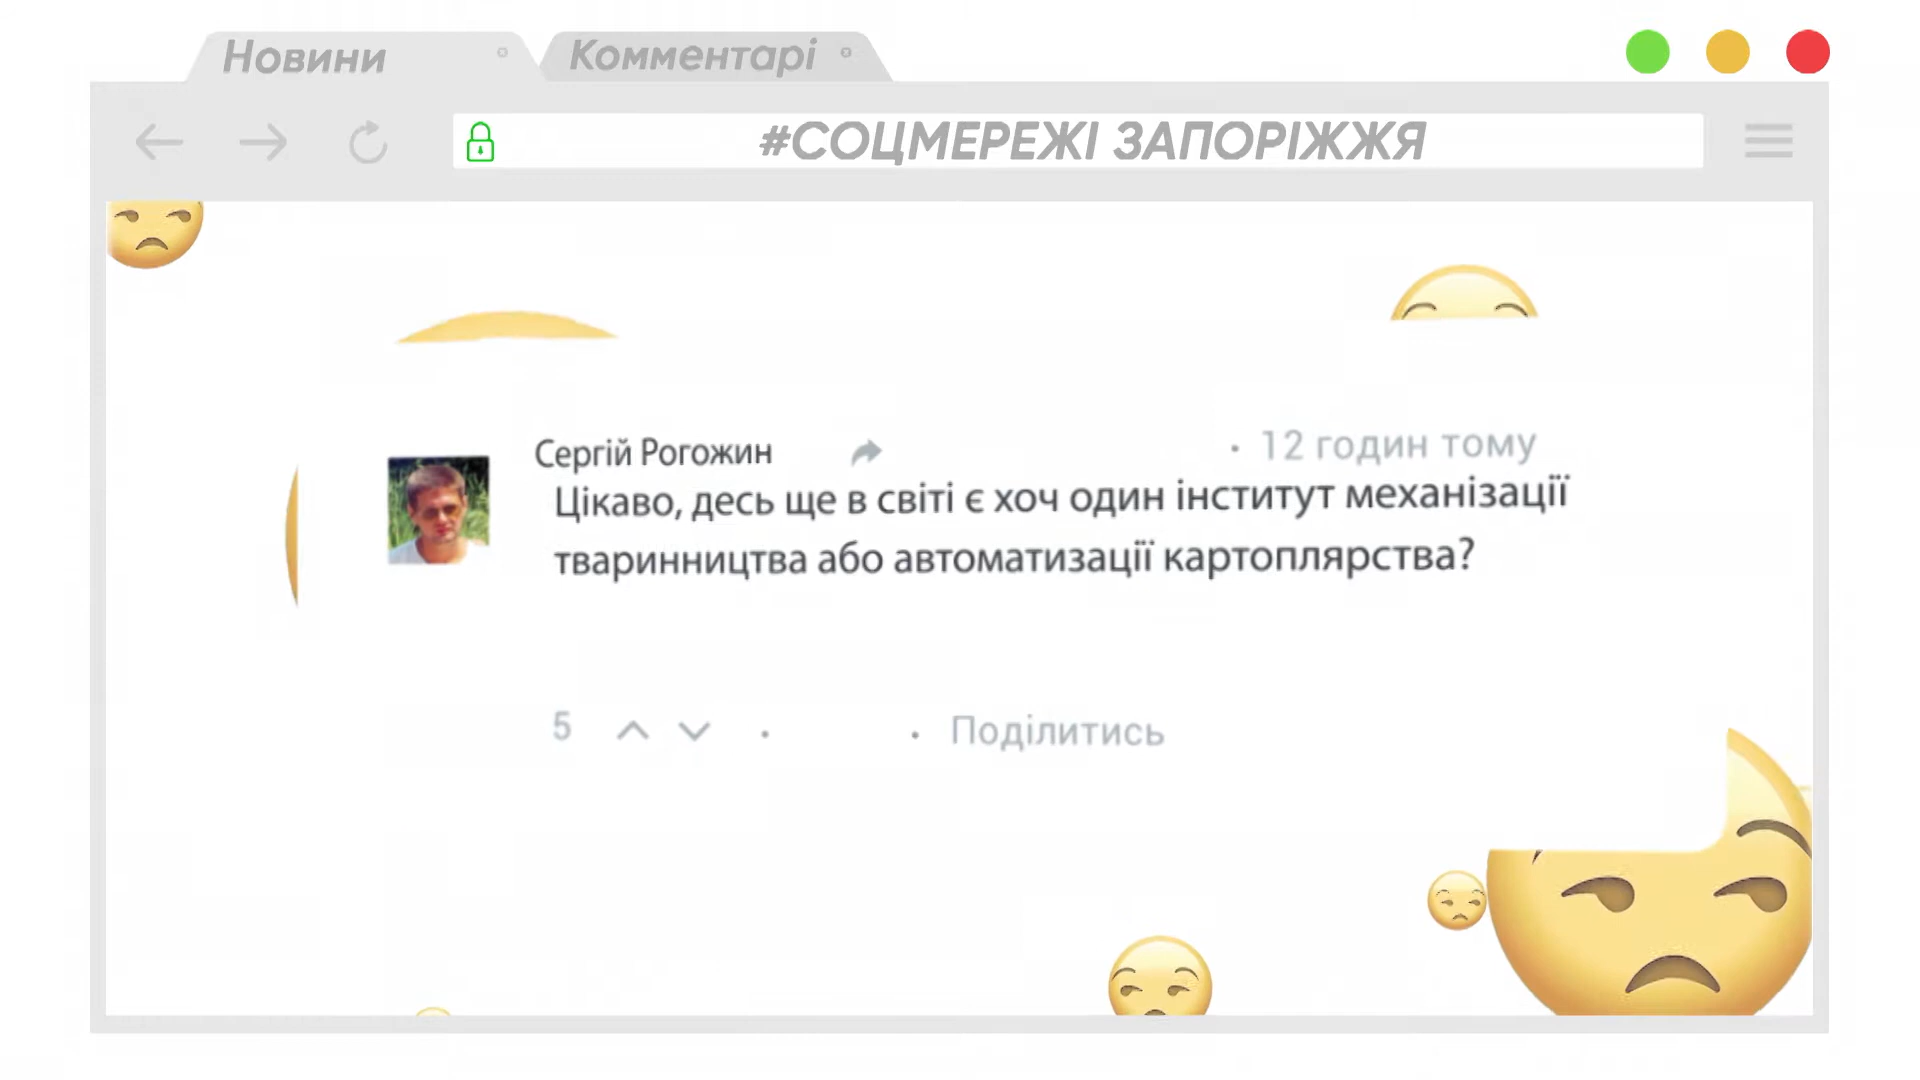 Новини
Комментарі
#СОЦМЕРЕЖІ ЗАПОРІЖЖЯ
Сергій Рогожин
· 12 годин тому
Цікаво, десь ще в світі є хоч один інститут механізації
тваринництва або автоматизації картоплярства?
5
· · Поділитись